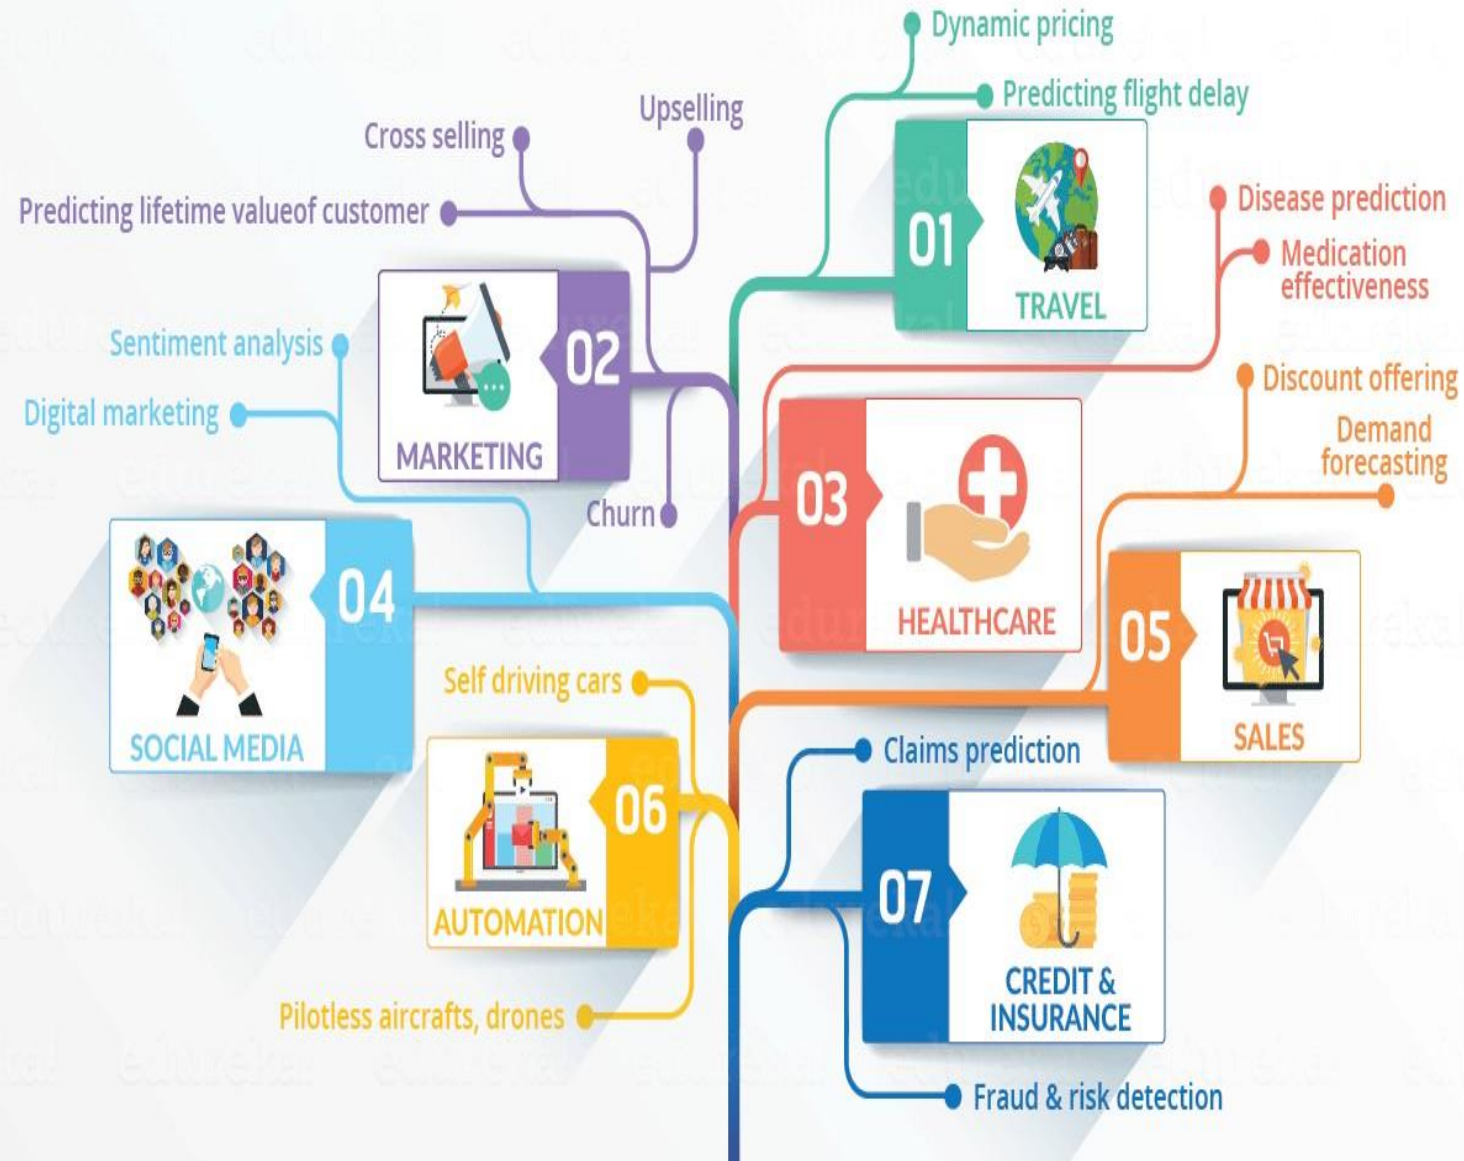 Dynamic pricing
Predicting flight delay
01
TRAVEL
Upselling
Cross selling
Predicting lifetime valueof customer
02
MARKETING
Churn
Disease prediction
Medication
effectiveness
03
HEALTHCARE
Sentiment analysis
Digital marketing
04
SOCIAL MEDIA
Discount offering
Demand
forecasting
05
SALES
Self driving cars
06
AUTOMATION
Pilotless aircrafts, drones
Claims prediction
07
CREDIT &
INSURANCE
Fraud & risk detection
edureka!